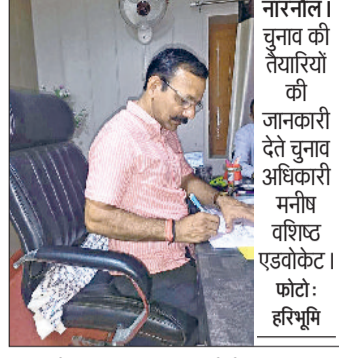 नारनौल।
चुनाव की
तैयारियों
की
जानकारी
देते चुनाव
अधिकारी
मनीष
वशिष्ठ
एडवोकेट।
फोटो :
हरिभूमि